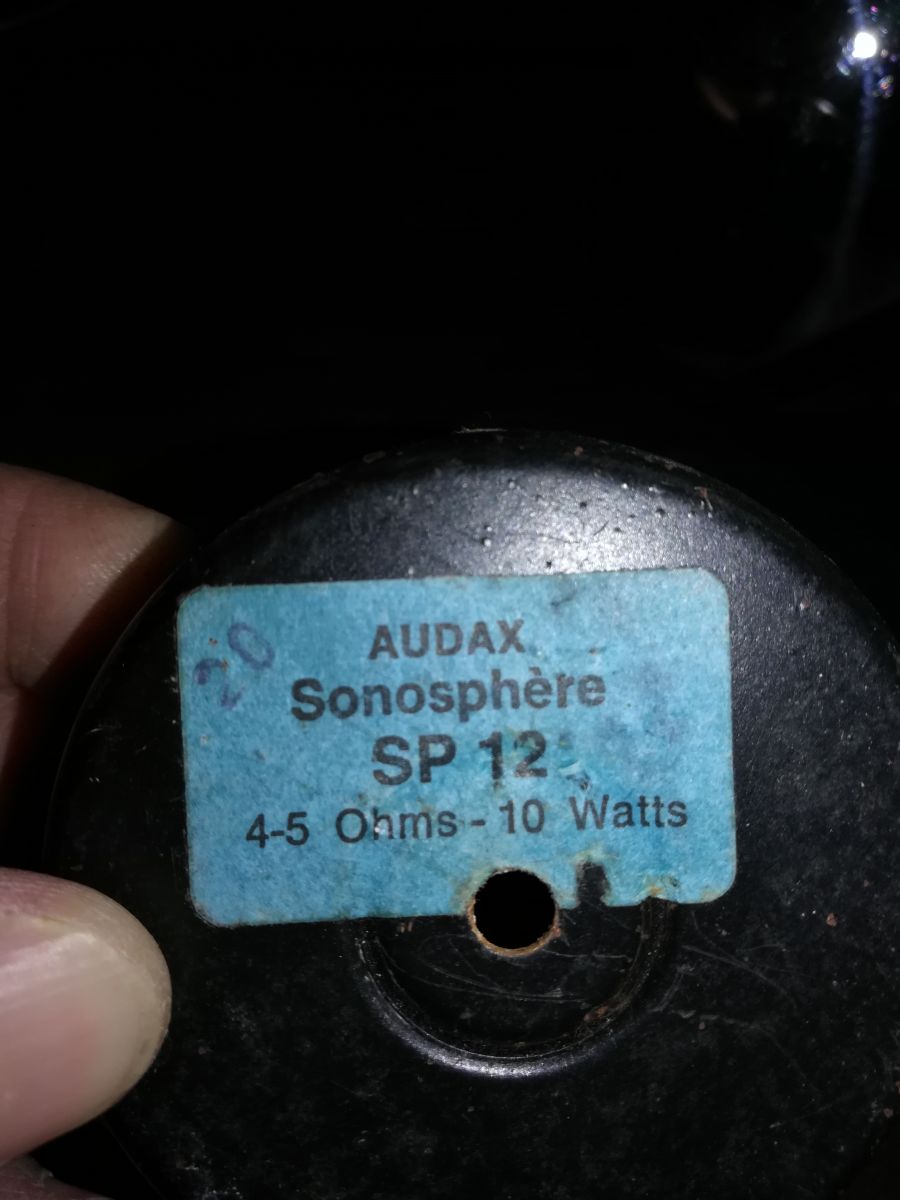 20
AUDAX
Sonosphère
SP 12
4-5 Ohms - 10 Watts